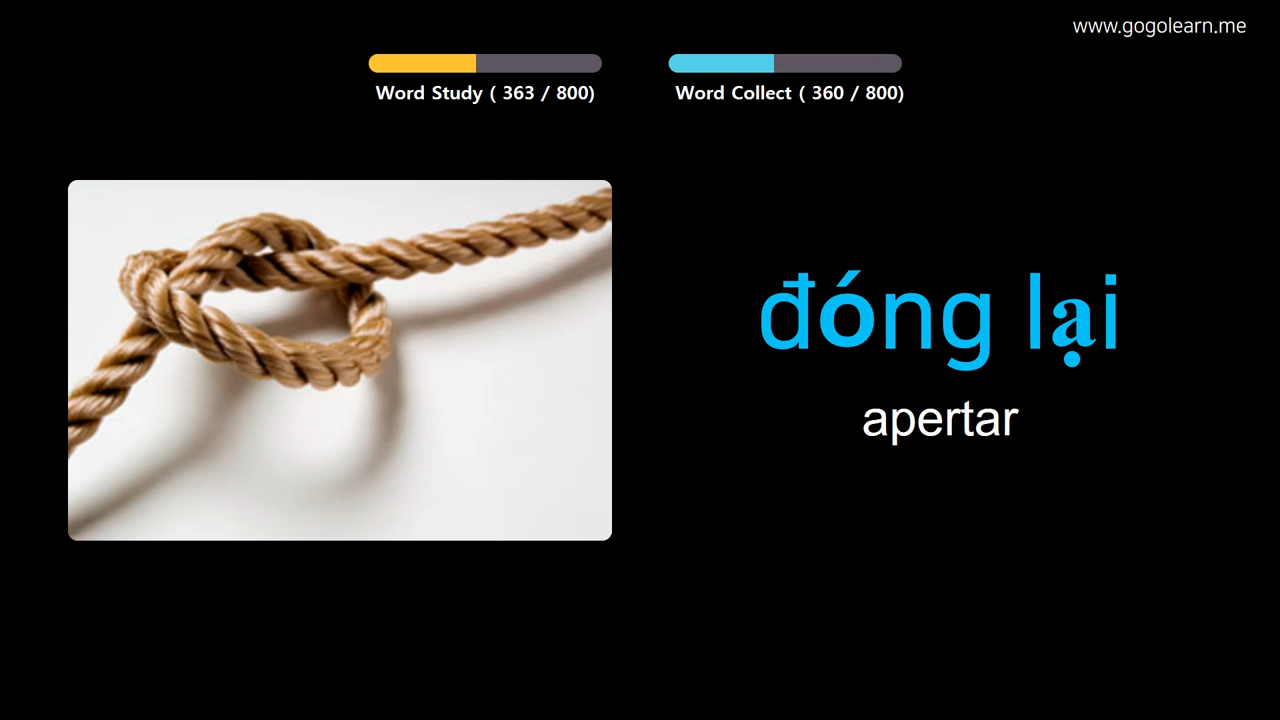 www.gogolearn.me
Word Study ( 363 / 800)
Word Collect ( 360 / 800)
đóng lại
apertar